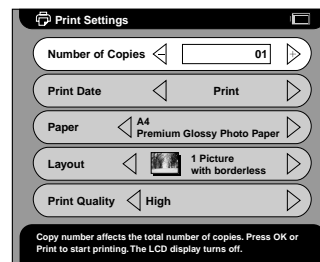 Print Settings
Number of Copies - 01 +
Print Date Print
Paper A4
Premium Glossy Photo Paper
Layout 1 Picture
with borderless
Print Quality High
Copy number affects the total number of copies. Press OK or
Print to start printing. The LCD display turns off.